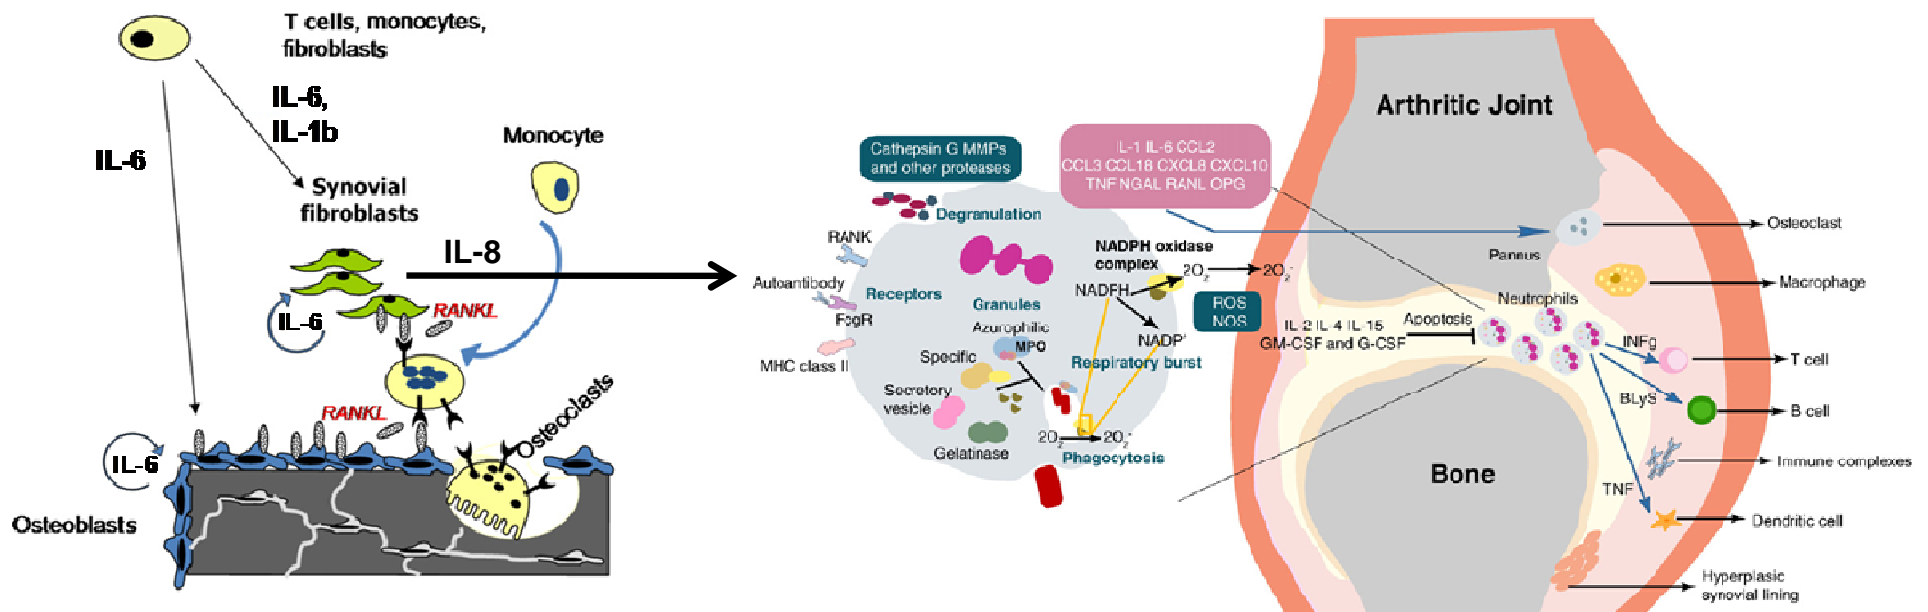 T cells, monocytes,
fibroblasts
IL-6,
IL-1b
IL-6
Monocyte
Synovial
fibroblasts
IL-8
RANKL
IL-6
RANKL
Osteoclasts
IL-6
Osteoblasts
Cathepsin G MMPs
and other proteases
Degranulation
RANK
Autoantibody
Receptors
FcgR
MHC class II
Granules
Azurophilic
MPO
Specific
Socrotory
vesicle
Gelatinase
NADPH oxidase
complex
NADFH
2O2
2O2-
NADP+
Respiratory burst
2O2
2O2-
Phagocytosis
ROS
NOS
IL-1 IL-6 CCL2
CCL3 CCL18 CXCL8 CXCL10
TNF NGAL RANL OPG
Arthritic Joint
Pannus
Neutrophils
Apoptosis
IL-2 IL-4 IL-15
GM-CSF and G-CSF
INFg
BLyS
TNF
Bone
Osteoclast
Macrophage
T cell
B cell
Immune complexes
Dendritic cell
Hyperplasic
synovial lining